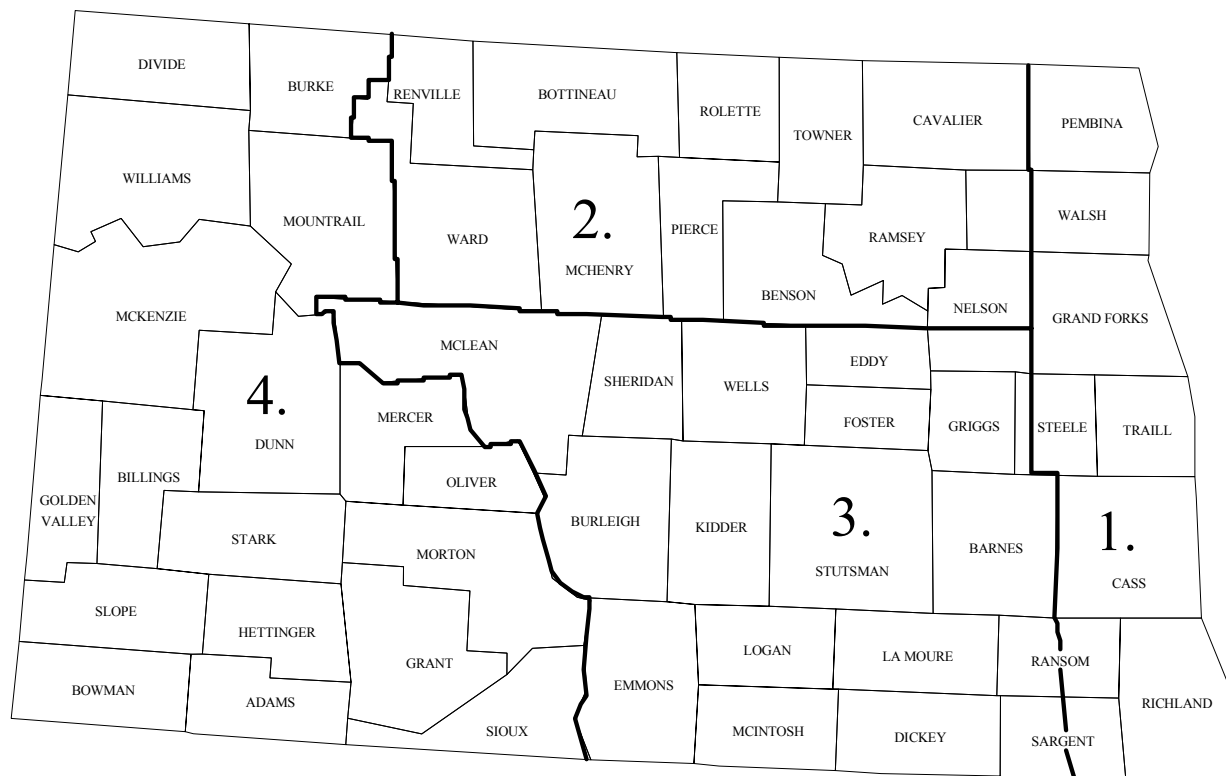 DIVIDE
BURKE
RENVILLE
BOTTINEAU
ROLETTE
TOWNER
CAVALIER
PEMBINA
WILLIAMS
MOUNTRAIL
WARD
2.
MCHENRY
PIERCE
BENSON
RAMSEY
NELSON
WALSH
GRAND FORKS
MCKENZIE
4.
DUNN
MCLEAN
SHERIDAN
WELLS
EDDY
FOSTER
GRIGGS
STEELE
TRAILL
GOLDEN
VALLEY
BILLINGS
MERCER
OLIVER
STARK
MORTON
BURLEIGH
KIDDER
3.
STUTSMAN
BARNES
1.
CASS
SLOPE
HETTINGER
GRANT
BOWMAN
ADAMS
SIOUX
EMMONS
LOGAN
LA MOURE
RANSOM
RICHLAND
MCINTOSH
DICKEY
SARGENT